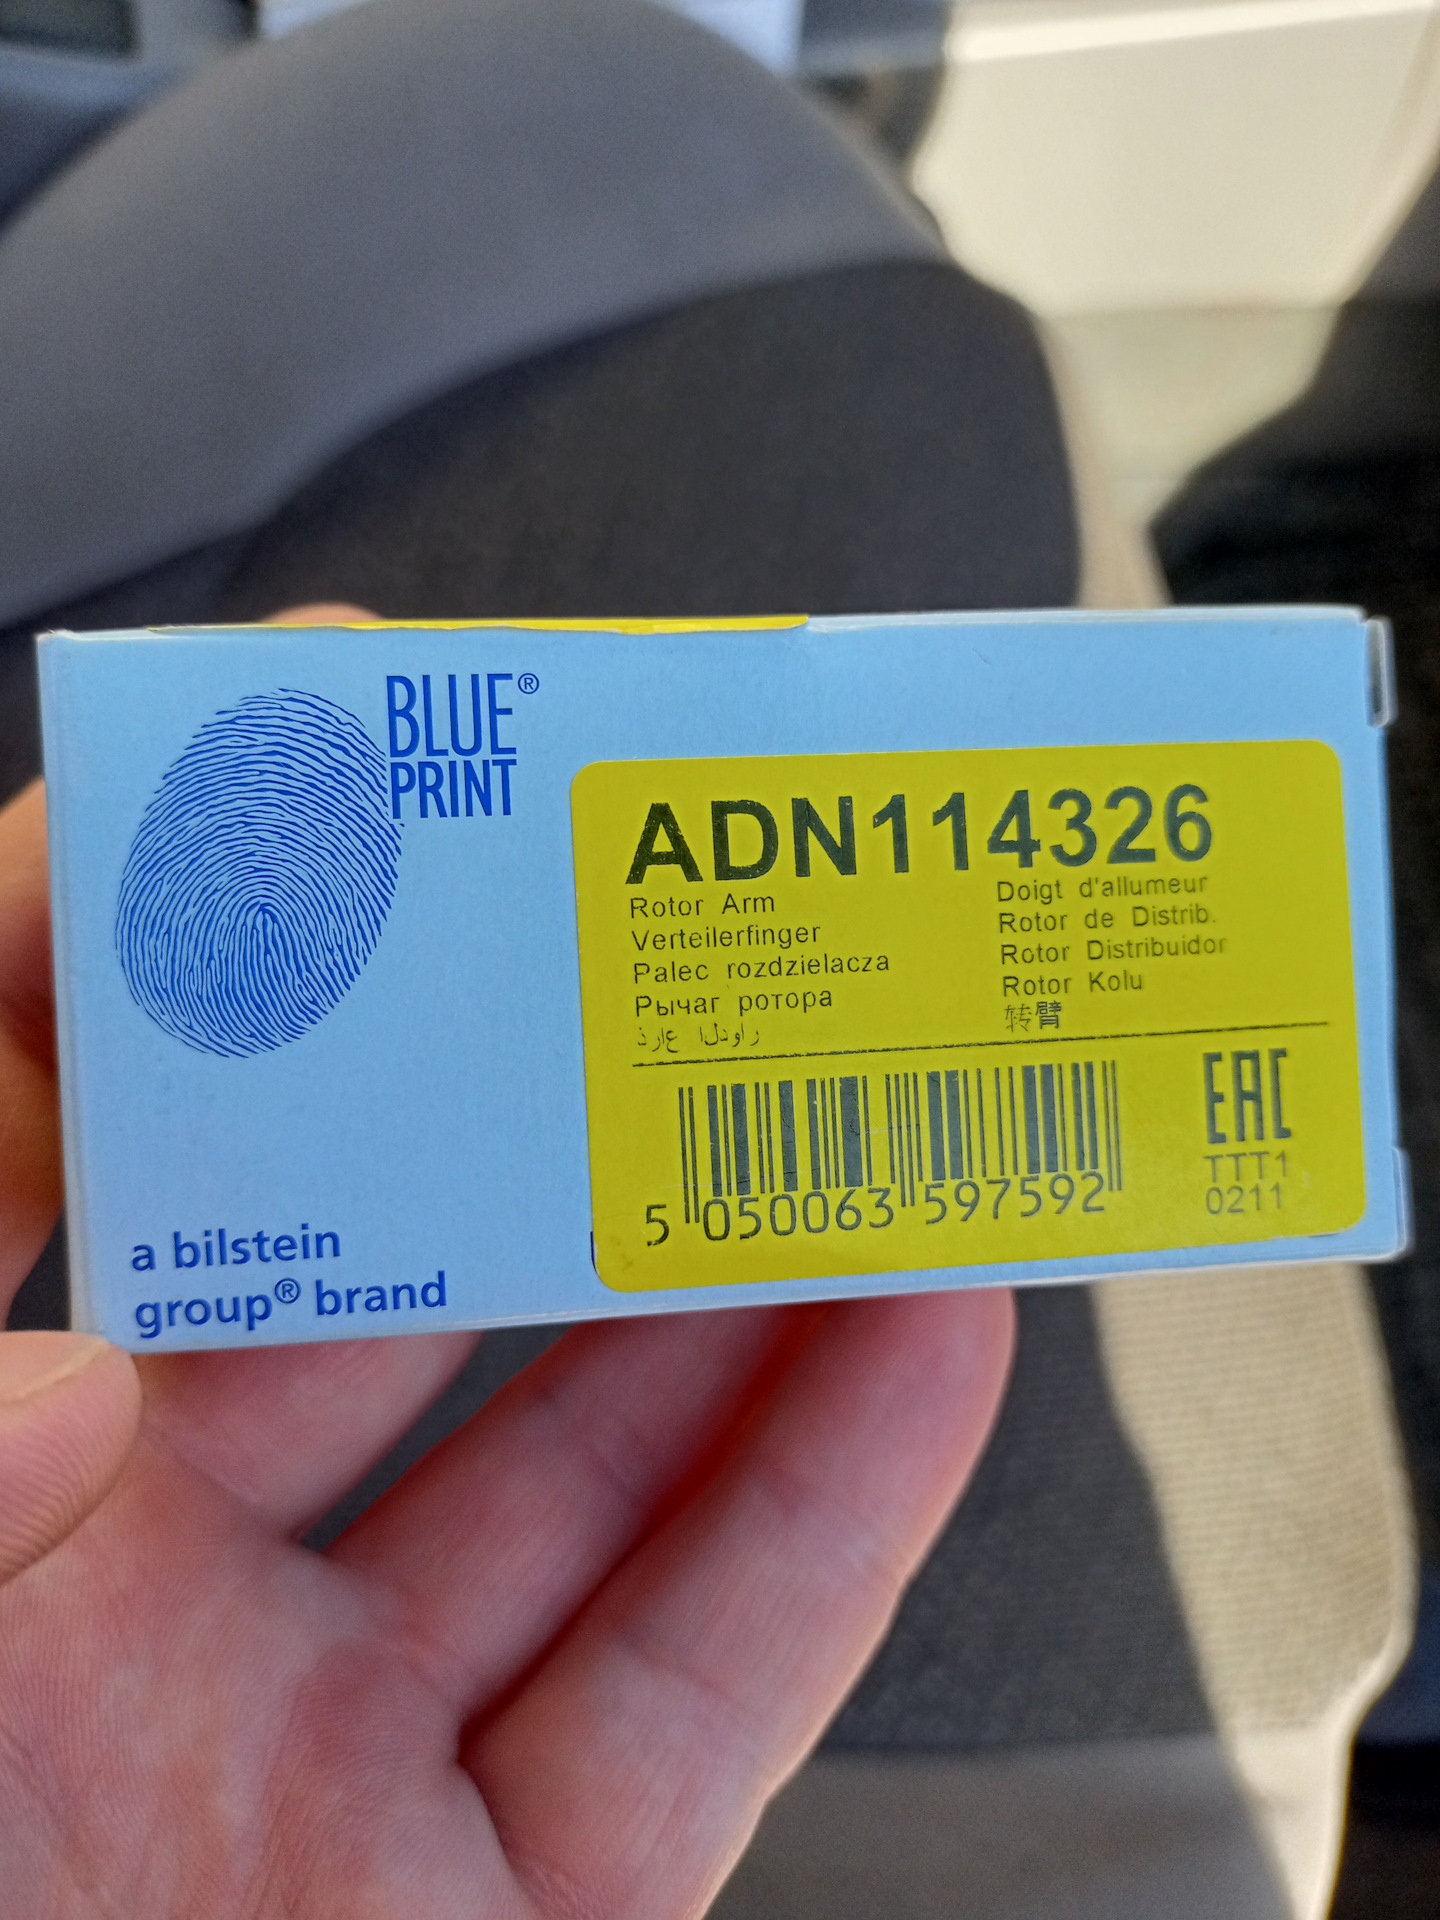 BLUE®
PRINT
ADN114326
Rotor Arm
Verteilerfinger
Palec rozdzielacza
Рычаг ротора
ذراع الدوار
Doigt d'allumeur
Rotor de Distrib.
Rotor Distribuidor
Rotor Kolu
转臂
5 050063 597592
EAC
TTT1
0211
a bilstein
group® brand